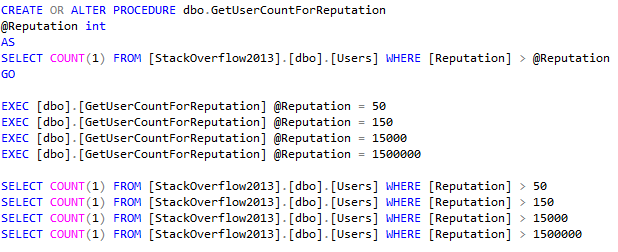 CREATE OR ALTER PROCEDURE dbo.GetUserCountForReputation
@Reputation int
AS
SELECT COUNT(1) FROM [StackOverflow2013].[dbo].[Users] WHERE [Reputation] > @Reputation
GO
EXEC [dbo].[GetUserCountForReputation] @Reputation = 50
EXEC [dbo].[GetUserCountForReputation] @Reputation = 150
EXEC [dbo].[GetUserCountForReputation] @Reputation = 15000
EXEC [dbo].[GetUserCountForReputation] @Reputation = 1500000
SELECT COUNT(1) FROM [StackOverflow2013].[dbo].[Users] WHERE [Reputation] > 50
SELECT COUNT(1) FROM [StackOverflow2013].[dbo].[Users] WHERE [Reputation] > 150
SELECT COUNT(1) FROM [StackOverflow2013].[dbo].[Users] WHERE [Reputation] > 15000
SELECT COUNT(1) FROM [StackOverflow2013].[dbo].[Users] WHERE [Reputation] > 1500000